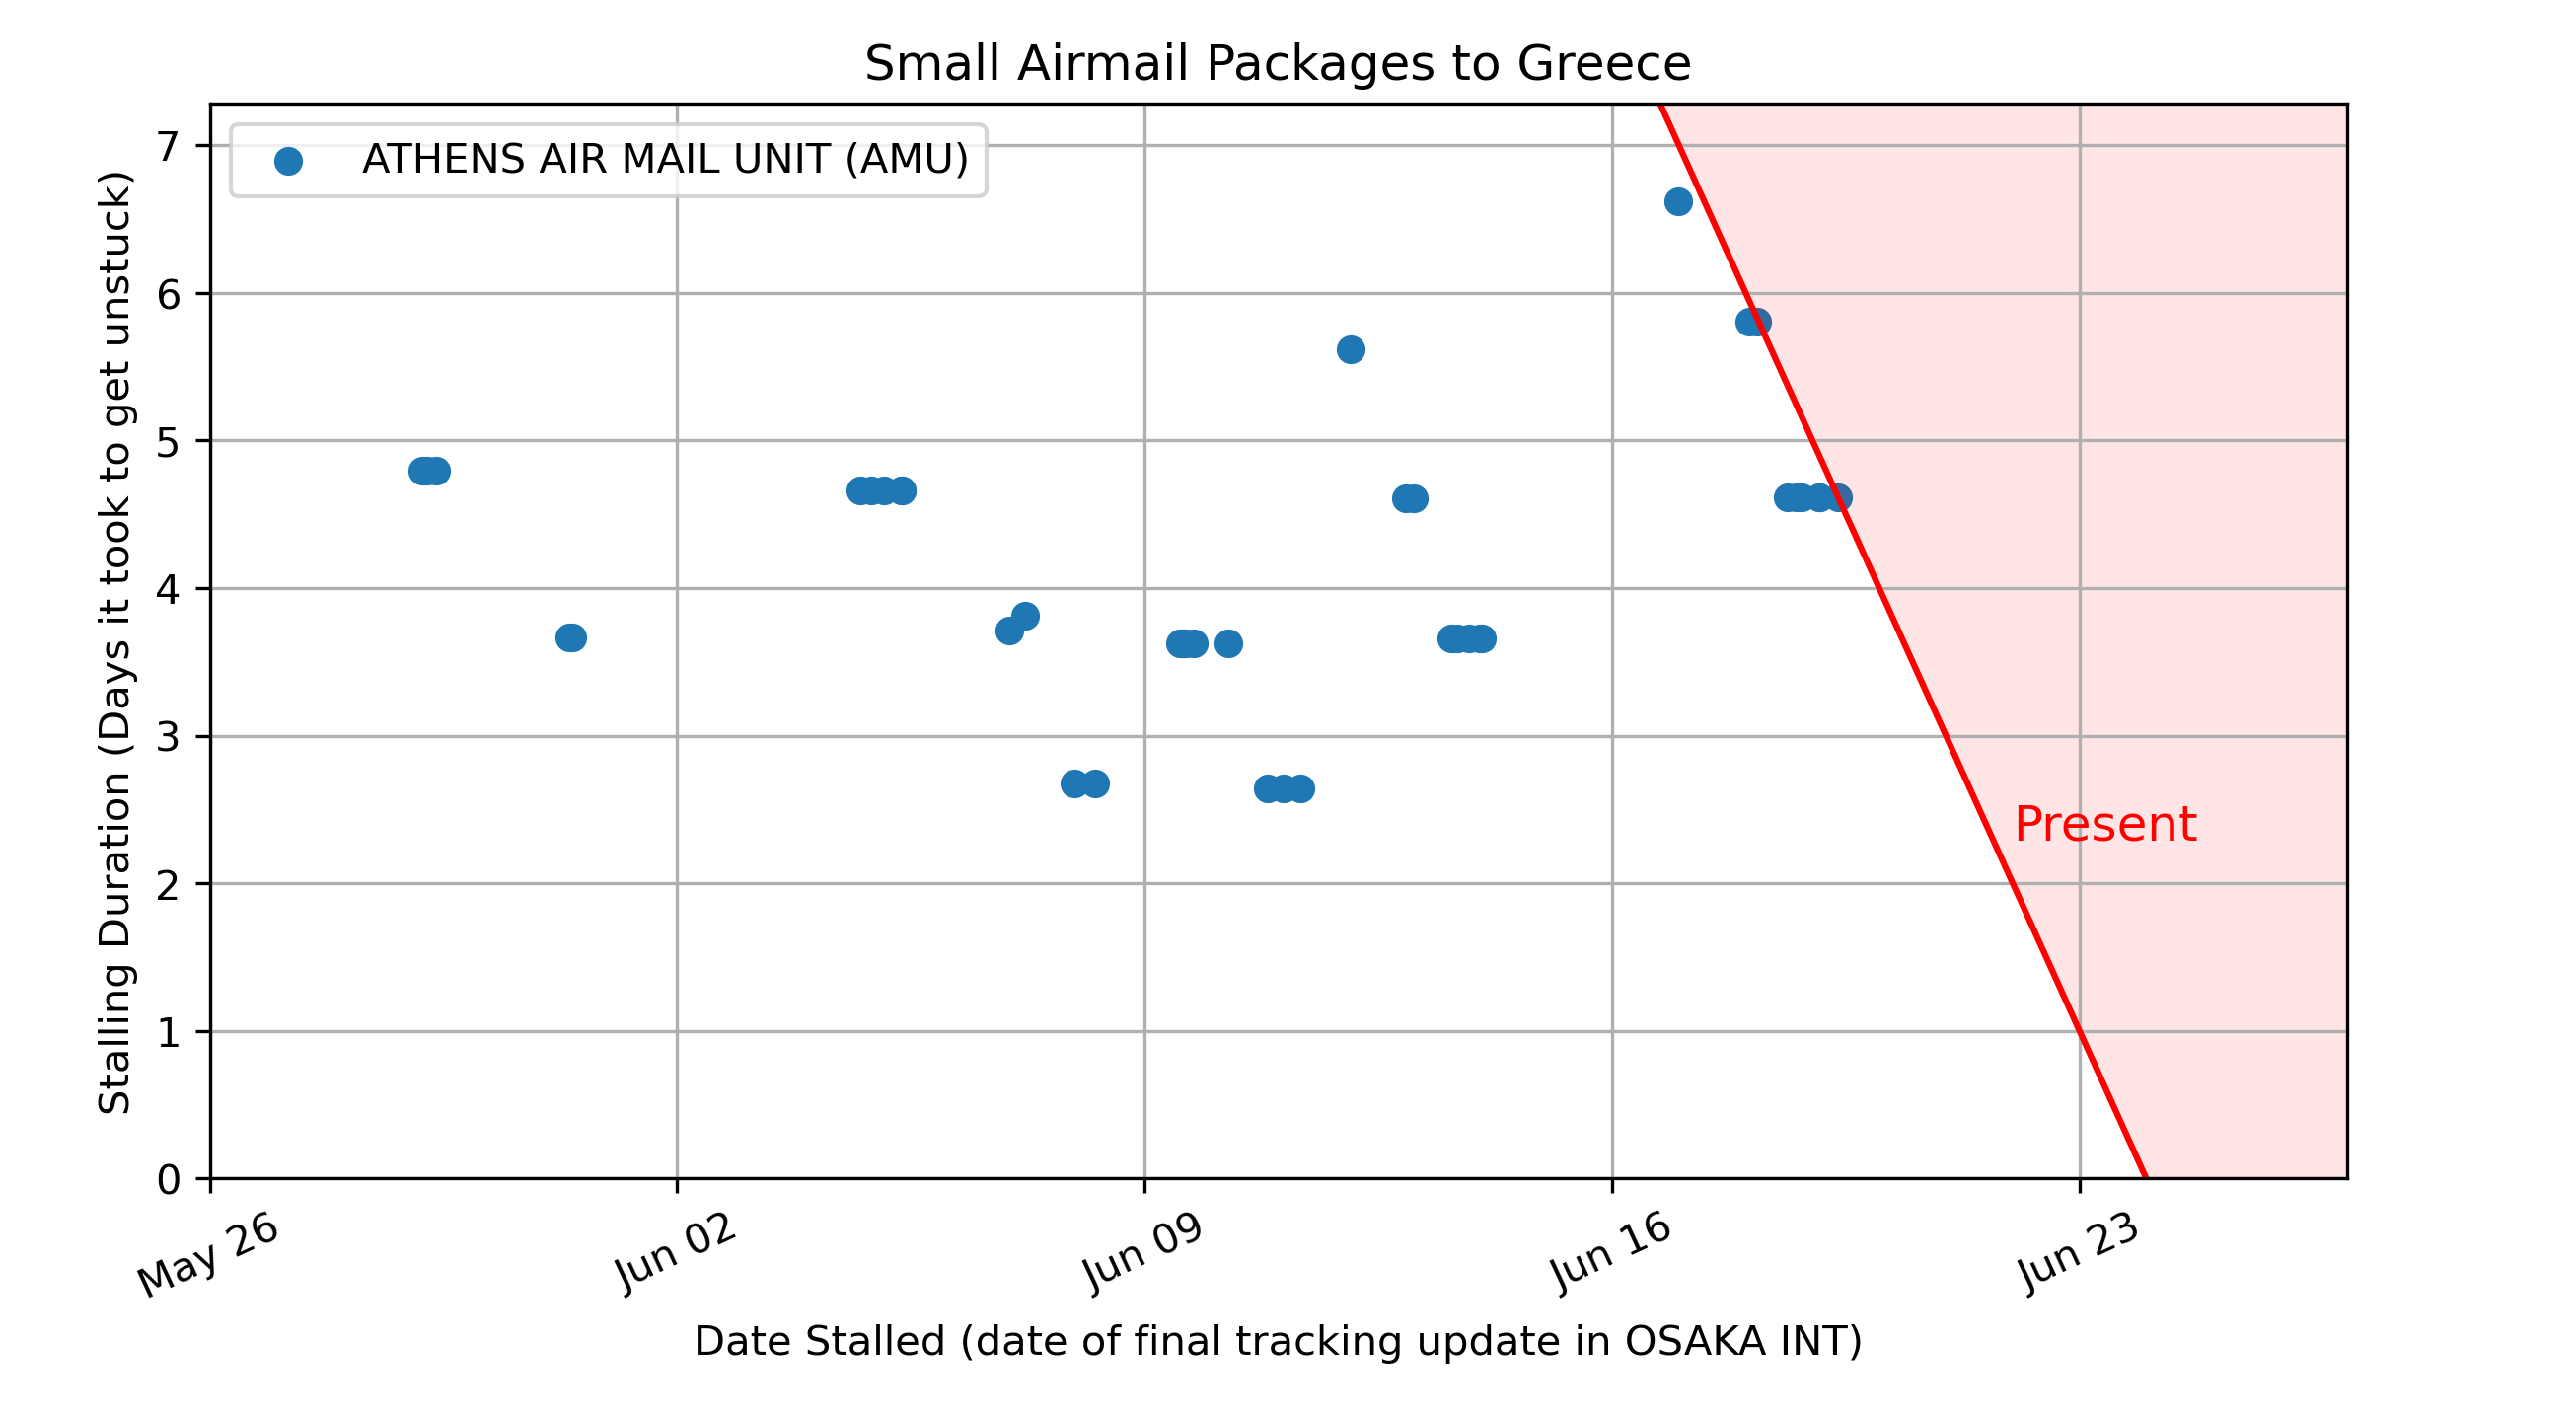 Small Airmail Packages to Greece
ATHENS AIR MAIL UNIT (AMU)
Stalling Duration (Days it took to get unstuck)
7
6
5
4
3
2
1
0
Present
May 26
Jun 02
Jun 09
Jun 16
Jun 23
Date Stalled (date of final tracking update in OSAKA INT)